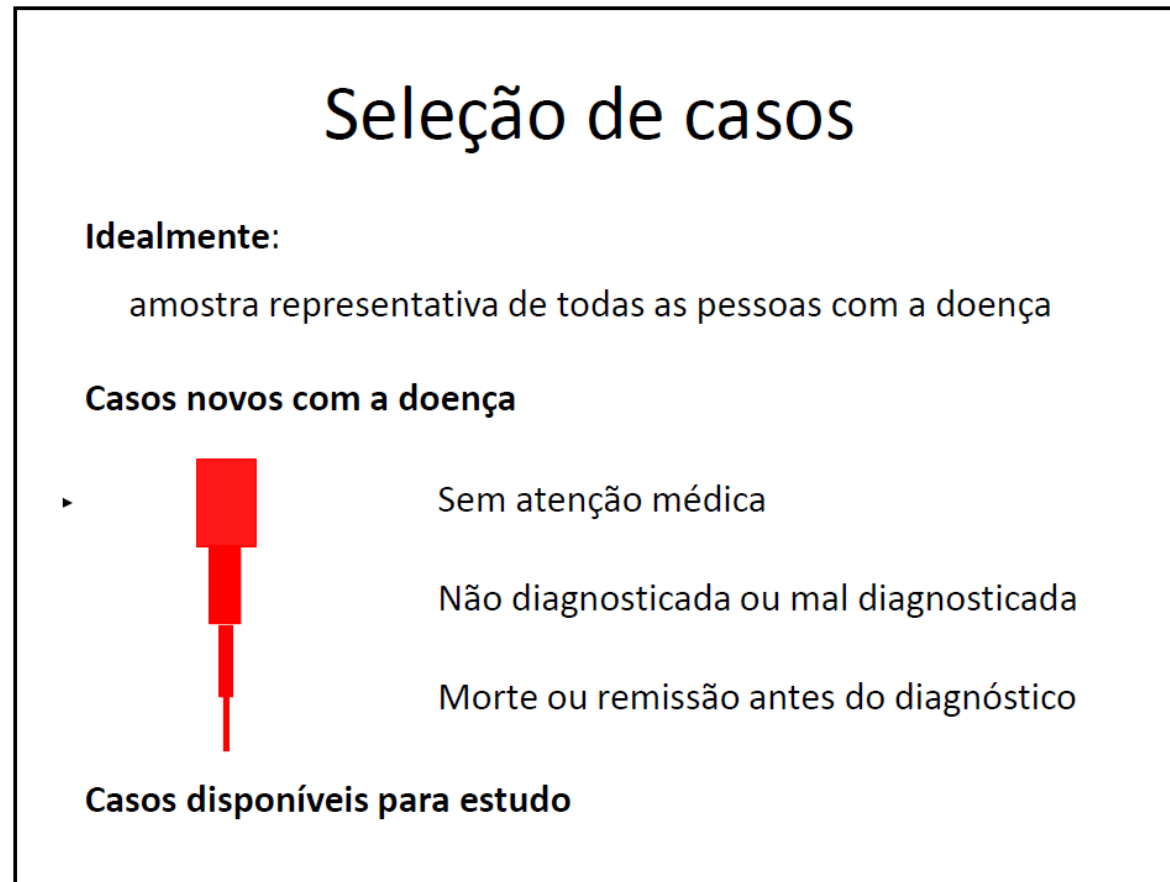 Seleção de casos
Idealmente:
amostra representativa de todas as pessoas com a doença
Casos novos com a doença
Sem atenção médica
Não diagnosticada ou mal diagnosticada
Morte ou remissão antes do diagnóstico
Casos disponíveis para estudo